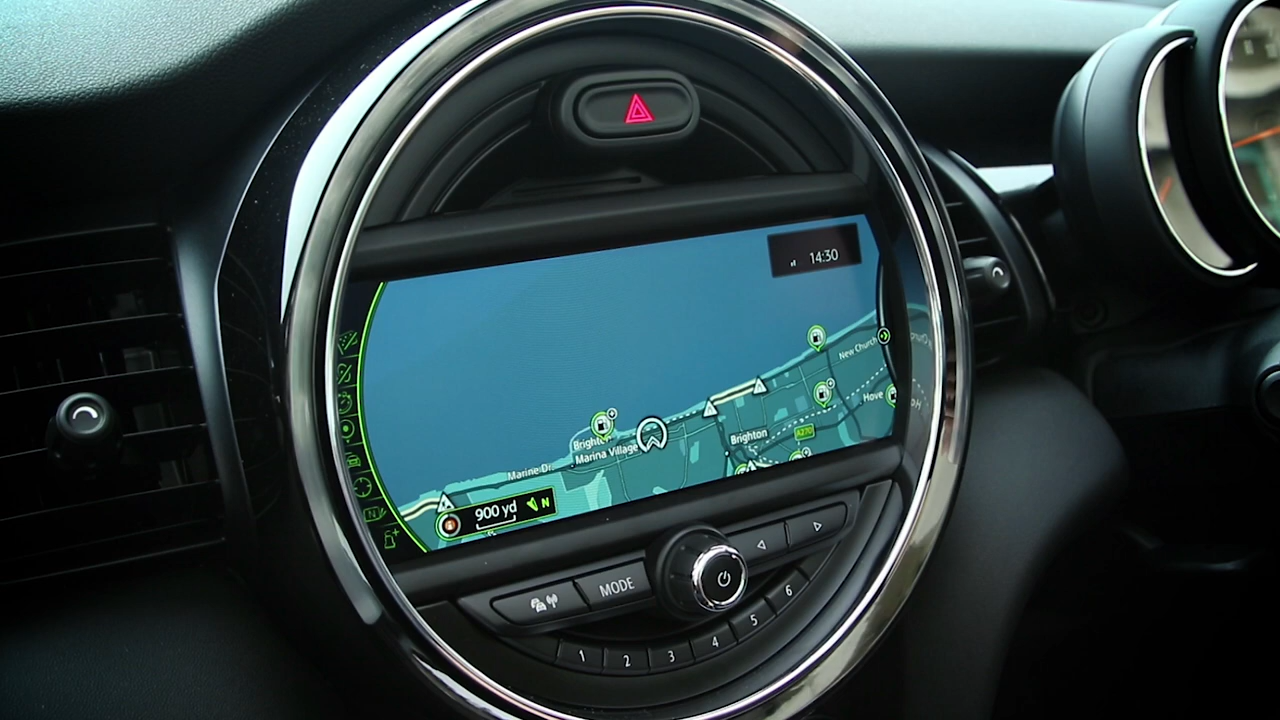 14:30
New Church
Hove
Brighton
A270
Brighto
Marina Village
Marine Dr.
900 yd
N
MODE
1 2 3 4 5 6